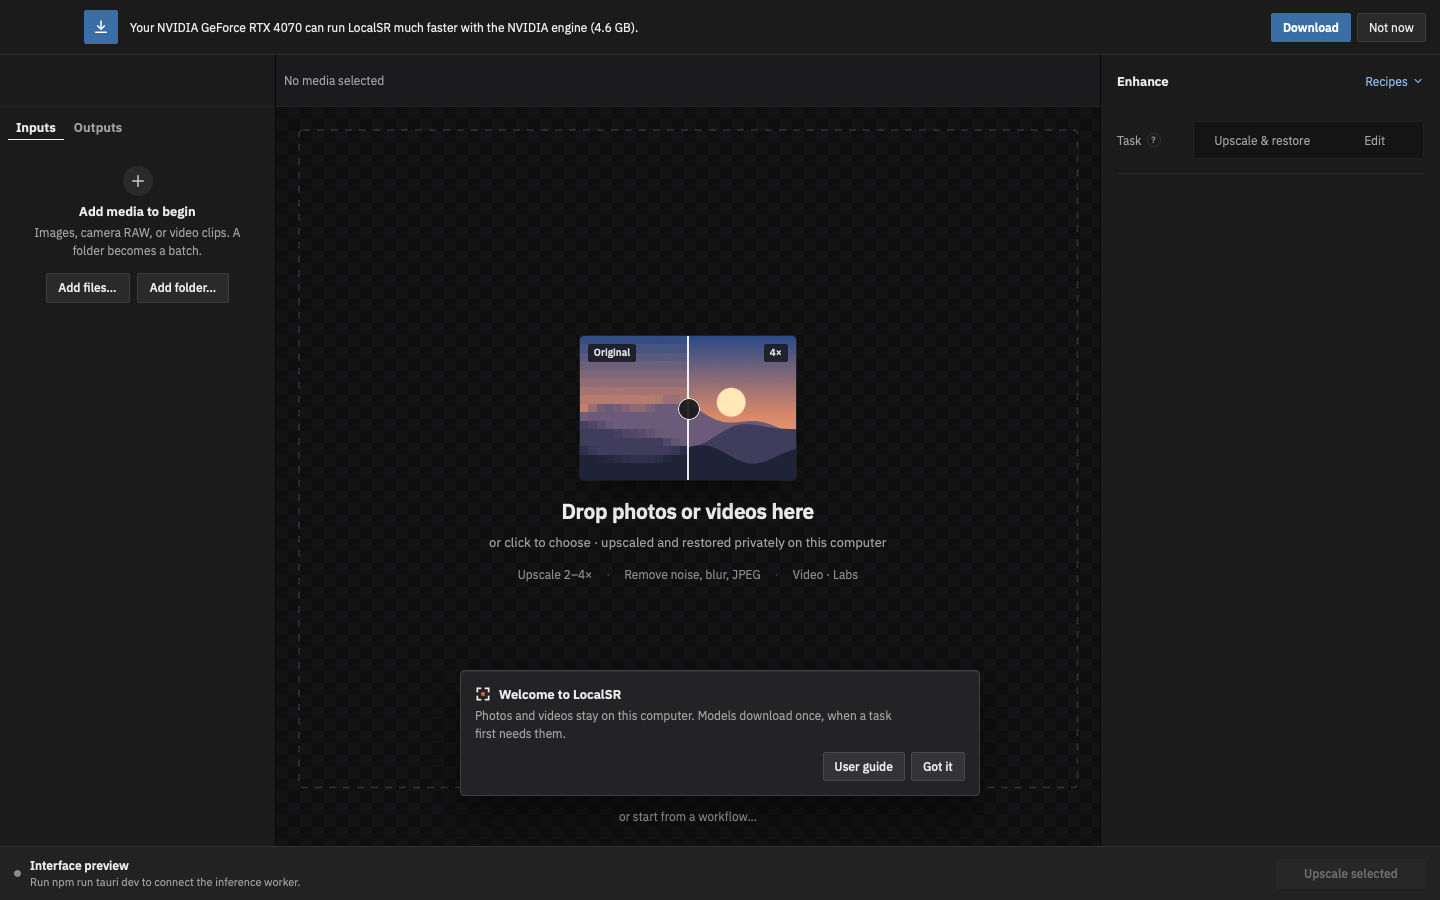 Your NVIDIA GeForce RTX 4070 can run LocalSR much faster with the NVIDIA engine (4.6 GB).
Download
Not now
No media selected
Enhance
Recipes
Inputs
Outputs
Task ?
Upscale & restore
Edit
Add media to begin
Images, camera RAW, or video clips. A
folder becomes a batch.
Add files...
Add folder...
Original
4×
Drop photos or videos here
or click to choose · upscaled and restored privately on this computer
Upscale 2–4× · Remove noise, blur, JPEG · Video · Labs
Welcome to LocalSR
Photos and videos stay on this computer. Models download once, when a task
first needs them.
User guide
Got it
or start from a workflow...
Interface preview
Run npm run tauri dev to connect the inference worker.
Upscale selected